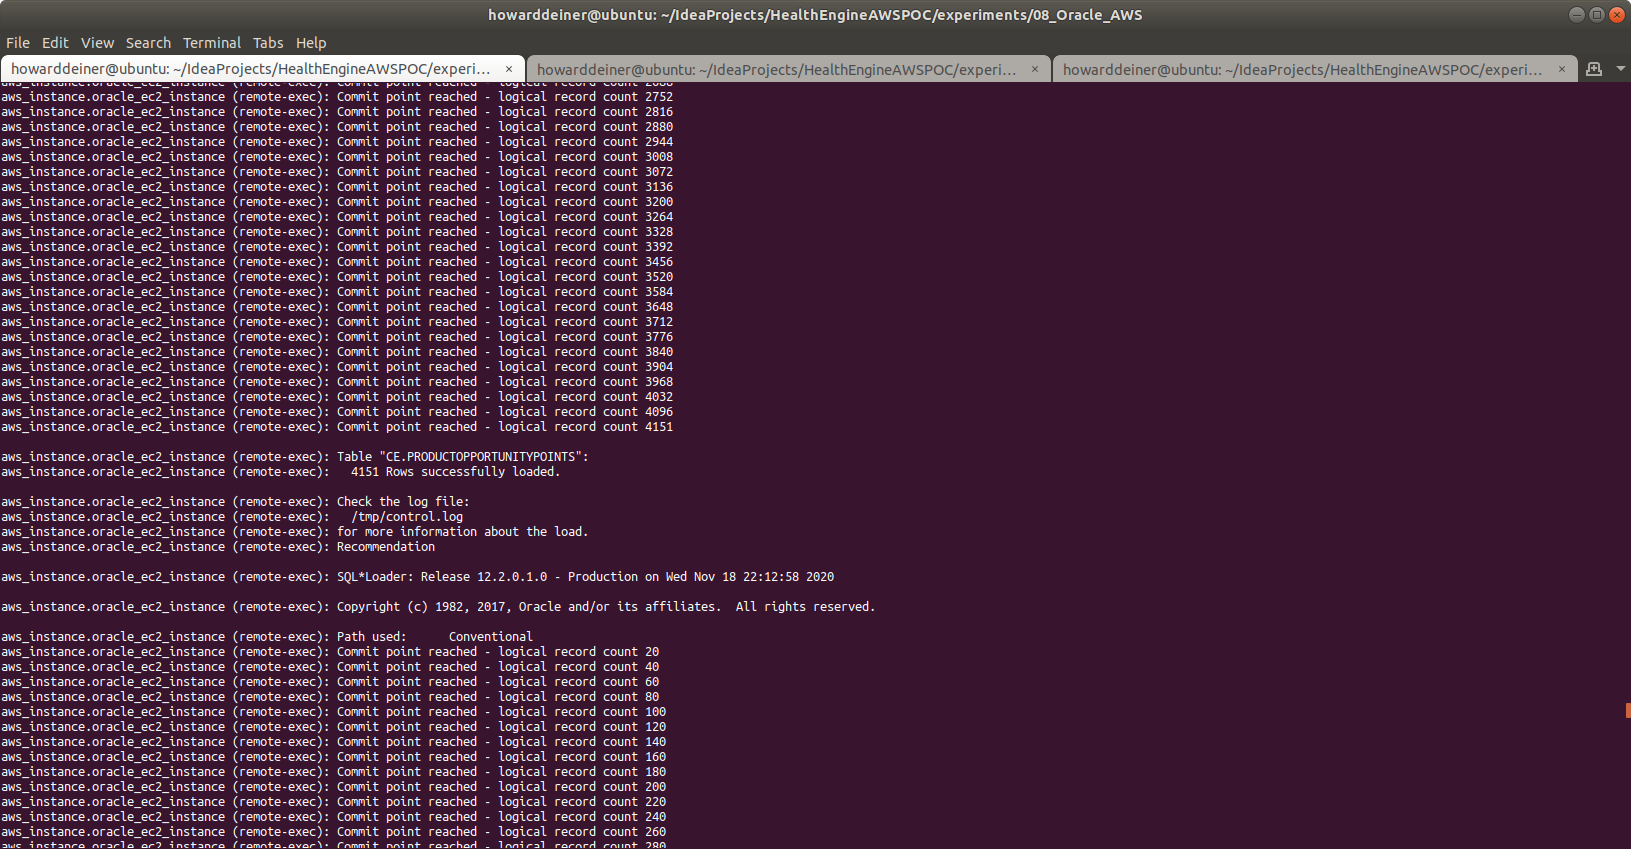 howarddeiner@ubuntu: ~/IdeaProjects/HealthEngineAWSPOC/experiments/08_Oracle_AWS
File Edit View Search Terminal Tabs Help
howarddeiner@ubuntu: ~/IdeaProjects/HealthEngineAWSPOC/experi... × howarddeiner@ubuntu: ~/IdeaProjects/HealthEngineAWSPOC/experi... × howarddeiner@ubuntu: ~/IdeaProjects/HealthEngineAWSPOC/experi... ×
aws_instance.oracle_ec2_instance (remote-exec): Commit point reached - logical record count 2688
aws_instance.oracle_ec2_instance (remote-exec): Commit point reached - logical record count 2752
aws_instance.oracle_ec2_instance (remote-exec): Commit point reached - logical record count 2816
aws_instance.oracle_ec2_instance (remote-exec): Commit point reached - logical record count 2880
aws_instance.oracle_ec2_instance (remote-exec): Commit point reached - logical record count 2944
aws_instance.oracle_ec2_instance (remote-exec): Commit point reached - logical record count 3008
aws_instance.oracle_ec2_instance (remote-exec): Commit point reached - logical record count 3072
aws_instance.oracle_ec2_instance (remote-exec): Commit point reached - logical record count 3136
aws_instance.oracle_ec2_instance (remote-exec): Commit point reached - logical record count 3200
aws_instance.oracle_ec2_instance (remote-exec): Commit point reached - logical record count 3264
aws_instance.oracle_ec2_instance (remote-exec): Commit point reached - logical record count 3328
aws_instance.oracle_ec2_instance (remote-exec): Commit point reached - logical record count 3392
aws_instance.oracle_ec2_instance (remote-exec): Commit point reached - logical record count 3456
aws_instance.oracle_ec2_instance (remote-exec): Commit point reached - logical record count 3520
aws_instance.oracle_ec2_instance (remote-exec): Commit point reached - logical record count 3584
aws_instance.oracle_ec2_instance (remote-exec): Commit point reached - logical record count 3648
aws_instance.oracle_ec2_instance (remote-exec): Commit point reached - logical record count 3712
aws_instance.oracle_ec2_instance (remote-exec): Commit point reached - logical record count 3776
aws_instance.oracle_ec2_instance (remote-exec): Commit point reached - logical record count 3840
aws_instance.oracle_ec2_instance (remote-exec): Commit point reached - logical record count 3904
aws_instance.oracle_ec2_instance (remote-exec): Commit point reached - logical record count 3968
aws_instance.oracle_ec2_instance (remote-exec): Commit point reached - logical record count 4032
aws_instance.oracle_ec2_instance (remote-exec): Commit point reached - logical record count 4096
aws_instance.oracle_ec2_instance (remote-exec): Commit point reached - logical record count 4151
aws_instance.oracle_ec2_instance (remote-exec): Table "CE.PRODUCTOPPORTUNITYPOINTS":
aws_instance.oracle_ec2_instance (remote-exec):   4151 Rows successfully loaded.
aws_instance.oracle_ec2_instance (remote-exec): Check the log file:
aws_instance.oracle_ec2_instance (remote-exec):   /tmp/control.log
aws_instance.oracle_ec2_instance (remote-exec): for more information about the load.
aws_instance.oracle_ec2_instance (remote-exec): Recommendation
aws_instance.oracle_ec2_instance (remote-exec): SQL*Loader: Release 12.2.0.1.0 - Production on Wed Nov 18 22:12:58 2020
aws_instance.oracle_ec2_instance (remote-exec): Copyright (c) 1982, 2017, Oracle and/or its affiliates.  All rights reserved.
aws_instance.oracle_ec2_instance (remote-exec): Path used:      Conventional
aws_instance.oracle_ec2_instance (remote-exec): Commit point reached - logical record count 20
aws_instance.oracle_ec2_instance (remote-exec): Commit point reached - logical record count 40
aws_instance.oracle_ec2_instance (remote-exec): Commit point reached - logical record count 60
aws_instance.oracle_ec2_instance (remote-exec): Commit point reached - logical record count 80
aws_instance.oracle_ec2_instance (remote-exec): Commit point reached - logical record count 100
aws_instance.oracle_ec2_instance (remote-exec): Commit point reached - logical record count 120
aws_instance.oracle_ec2_instance (remote-exec): Commit point reached - logical record count 140
aws_instance.oracle_ec2_instance (remote-exec): Commit point reached - logical record count 160
aws_instance.oracle_ec2_instance (remote-exec): Commit point reached - logical record count 180
aws_instance.oracle_ec2_instance (remote-exec): Commit point reached - logical record count 200
aws_instance.oracle_ec2_instance (remote-exec): Commit point reached - logical record count 220
aws_instance.oracle_ec2_instance (remote-exec): Commit point reached - logical record count 240
aws_instance.oracle_ec2_instance (remote-exec): Commit point reached - logical record count 260
aws_instance.oracle_ec2_instance (remote-exec): Commit point reached - logical record count 280